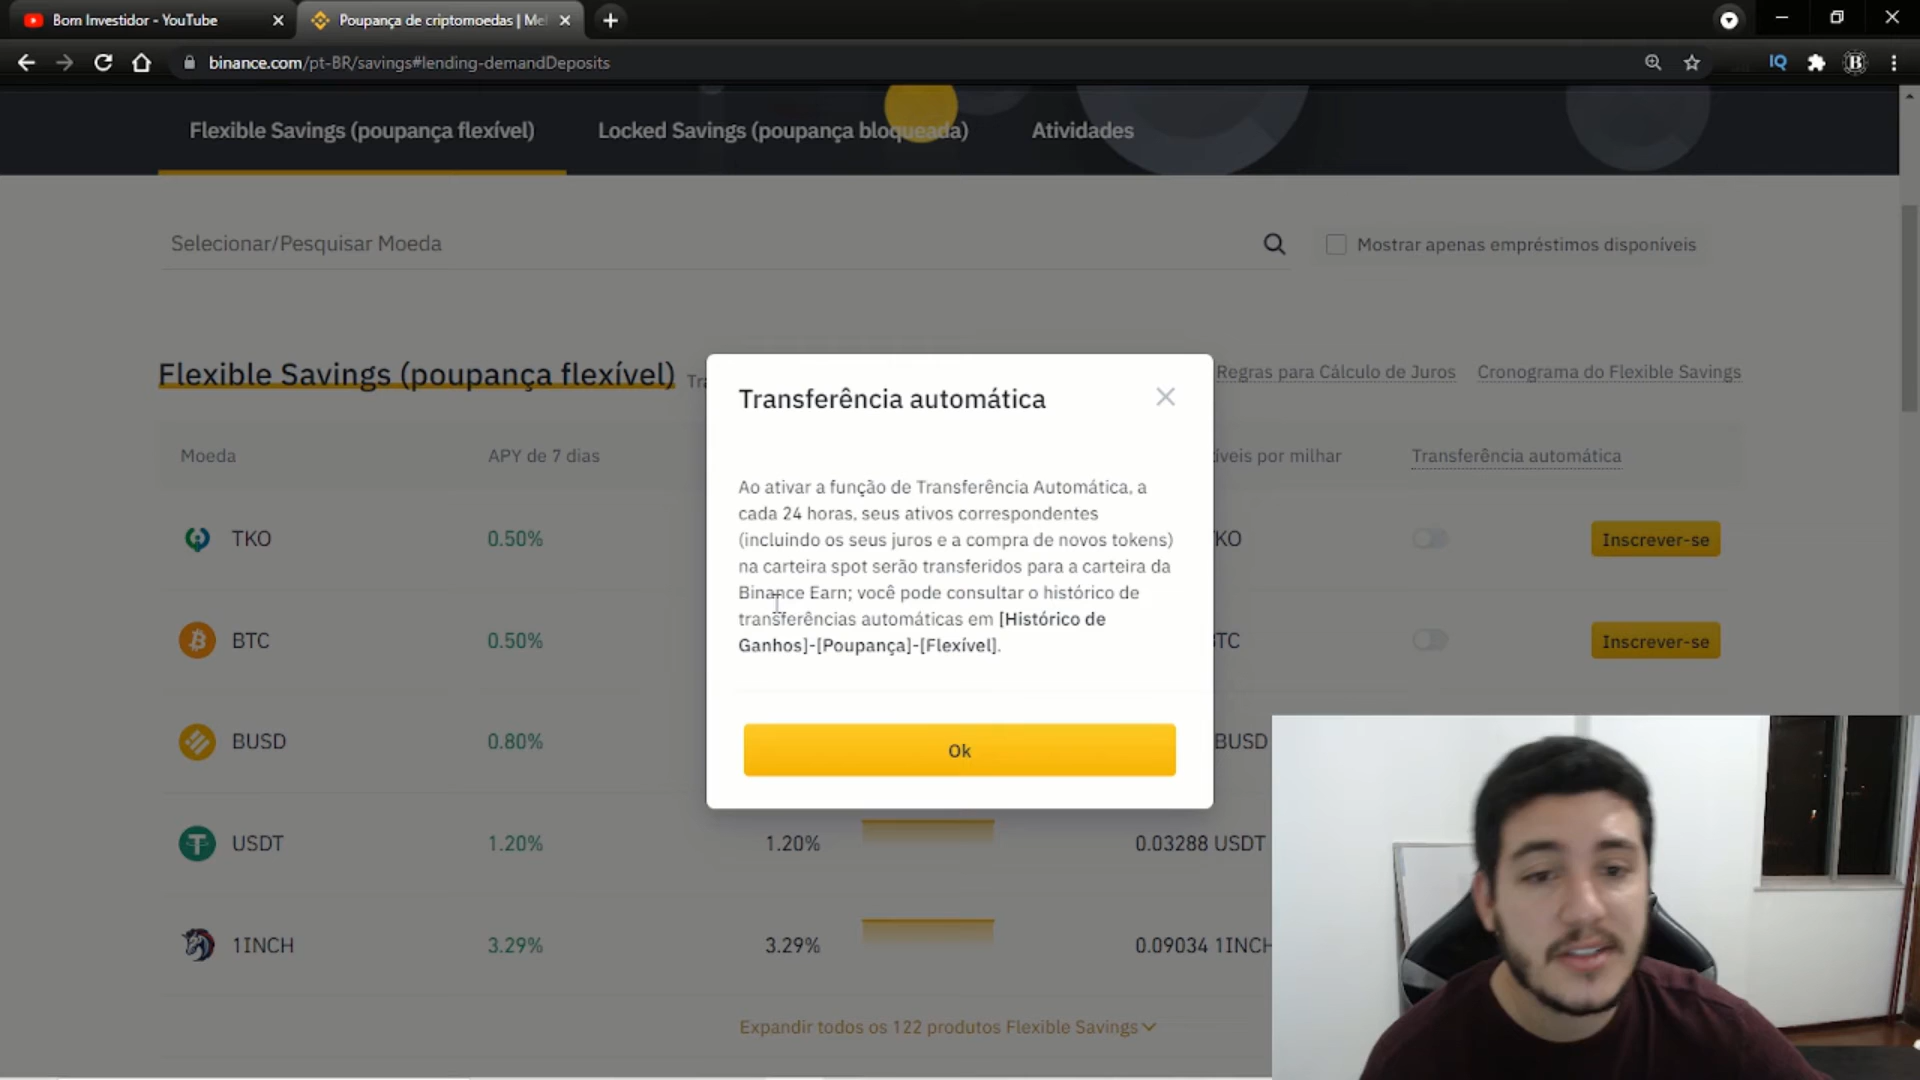 Bom Investidor - YouTube
Poupança de criptomoedas | Mel
binance.com/pt-BR/savings#lending-demandDeposits
IQ
Flexible Savings (poupança flexível)
Locked Savings (poupança bloqueada)
Atividades
Selecionar/Pesquisar Moeda
Mostrar apenas empréstimos disponíveis
Flexible Savings (poupança flexível)
Regras para Cálculo de Juros
Cronograma do Flexible Savings
Moeda
APY de 7 dias
íveis por milhar
Transferência automática
TKO
0.50%
KO
Inscrever-se
BTC
0.50%
BTC
Inscrever-se
BUSD
0.80%
BUSD
USDT
1.20%
1.20%
0.03288 USDT
1INCH
3.29%
3.29%
0.09034 1INCH
Expandir todos os 122 produtos Flexible Savings
Transferência automática
Ao ativar a função de Transferência Automática, a
cada 24 horas, seus ativos correspondentes
(incluindo os seus juros e a compra de novos tokens)
na carteira spot serão transferidos para a carteira da
Binance Earn; você pode consultar o histórico de
transferências automáticas em [Histórico de
Ganhos]-[Poupança]-[Flexível].
Ok